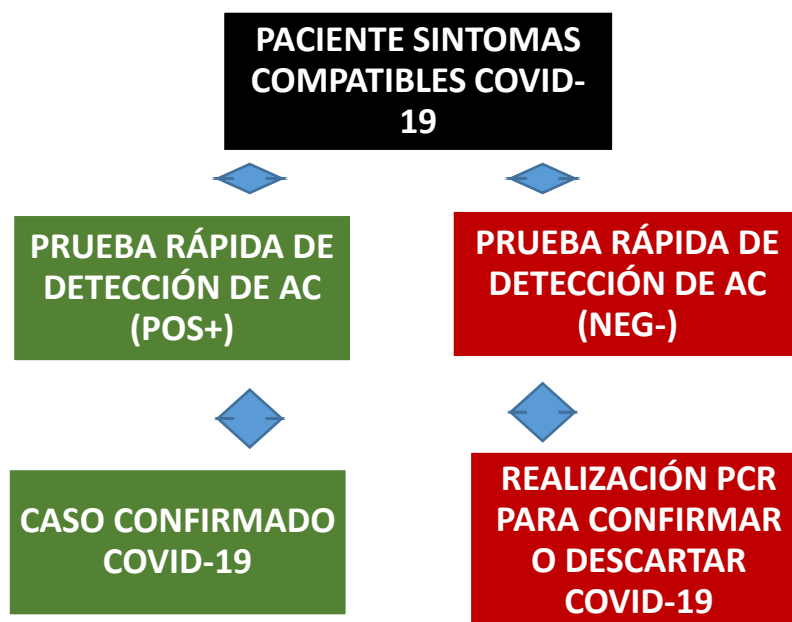 PACIENTE SINTOMAS
COMPATIBLES COVID-
19
PRUEBA RÁPIDA DE
DETECCIÓN DE AC
(POS+)
PRUEBA RÁPIDA DE
DETECCIÓN DE AC
(NEG-)
CASO CONFIRMADO
COVID-19
REALIZACIÓN PCR
PARA CONFIRMAR
O DESCARTAR
COVID-19